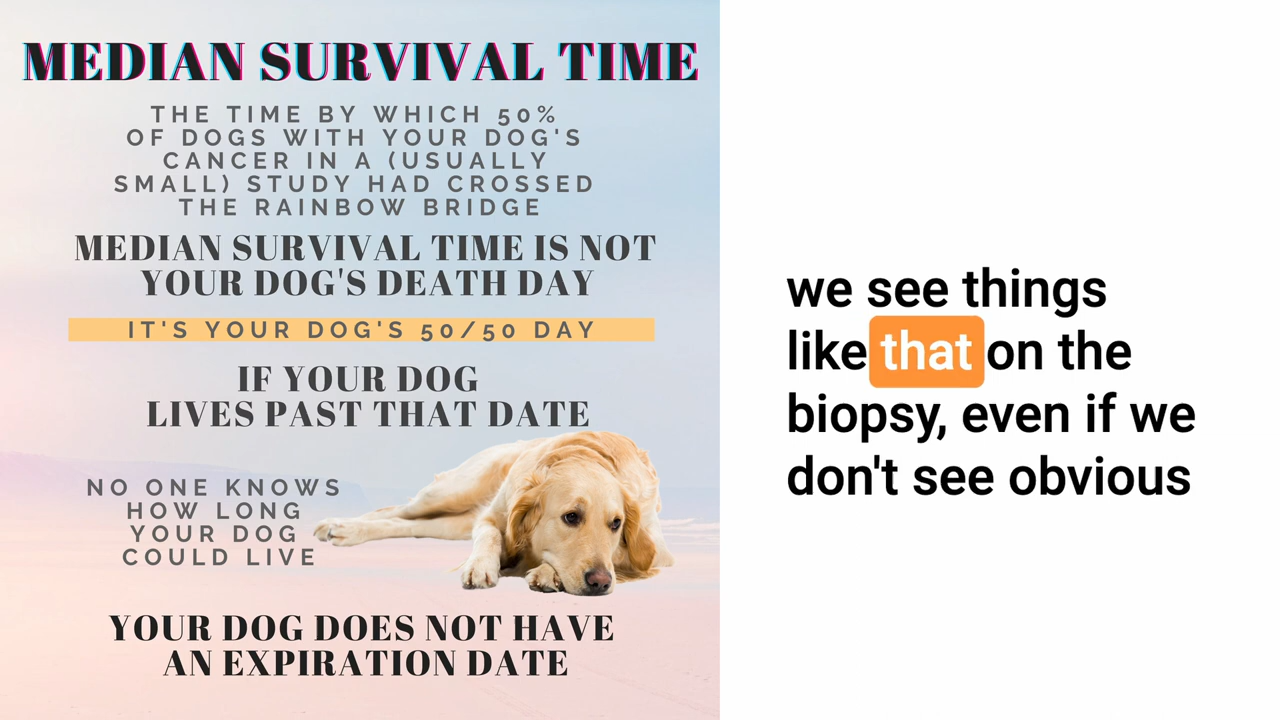 MEDIAN SURVIVAL TIME
THE TIME BY WHICH 50%
OF DOGS WITH YOUR DOG'S
CANCER IN A (USUALLY
SMALL) STUDY HAD CROSSED
THE RAINBOW BRIDGE
MEDIAN SURVIVAL TIME IS NOT
YOUR DOG'S DEATH DAY
IT'S YOUR DOG'S 50/50 DAY
IF YOUR DOG
LIVES PAST THAT DATE
NO ONE KNOWS
HOW LONG
YOUR DOG
COULD LIVE
YOUR DOG DOES NOT HAVE
AN EXPIRATION DATE
we see things
like that on the
biopsy, even if we
don't see obvious